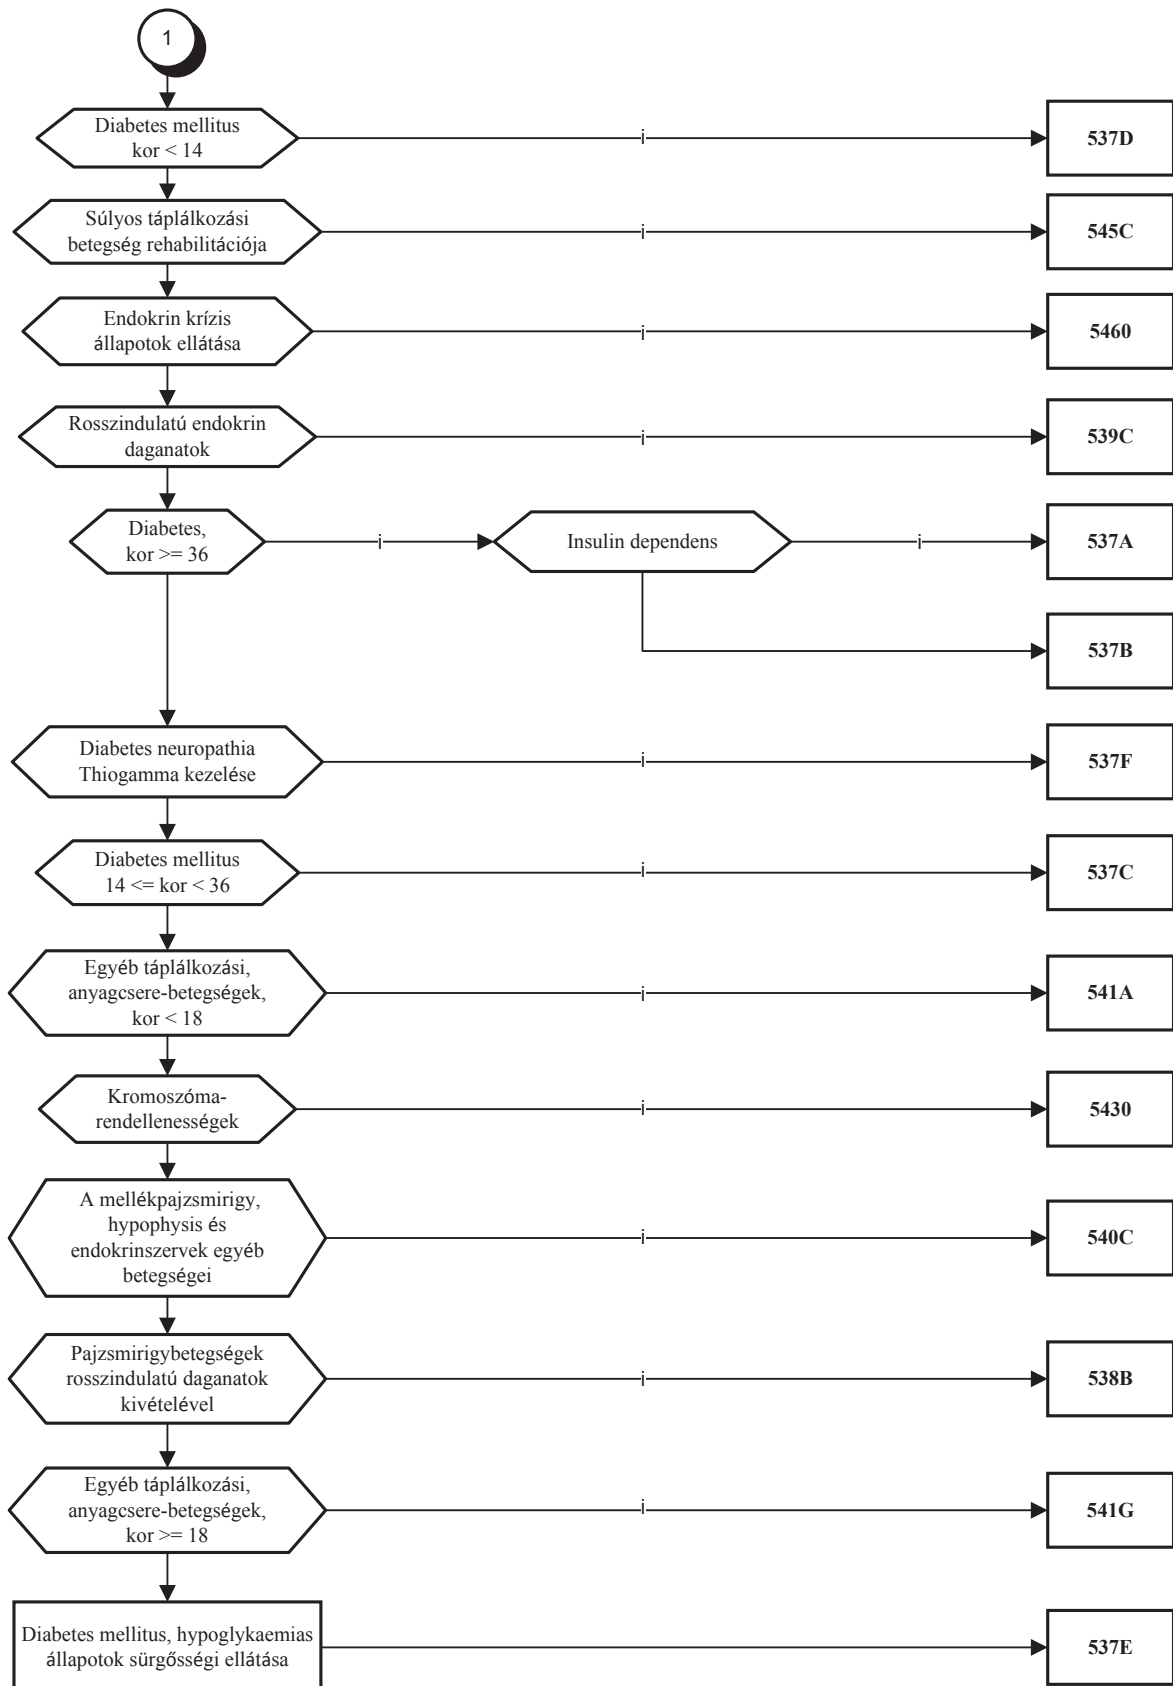 1
Diabetes mellitus
kor < 14
i
537D
Súlyos táplálkozási
betegség rehabilitációja
i
545C
Endokrin krízis
állapotok ellátása
i
5460
Rosszindulatú endokrin
daganatok
i
539C
Diabetes,
kor >= 36
i
Insulin dependens
i
537A
537B
Diabetes neuropathia
Thiogamma kezelése
i
537F
Diabetes mellitus
14 <= kor < 36
i
537C
Egyéb táplálkozási,
anyagcsere-betegségek,
kor < 18
i
541A
Kromoszóma-
rendellenességek
i
5430
A mellékpajzsmirigy,
hypophysis és
endokrinszervek egyéb
betegségei
i
540C
Pajzsmirigybetegségek
rosszindulatú daganatok
kivételével
i
538B
Egyéb táplálkozási,
anyagcsere-betegségek,
kor >= 18
i
541G
Diabetes mellitus, hypoglykaemias
állapotok sürgősségi ellátása
537E